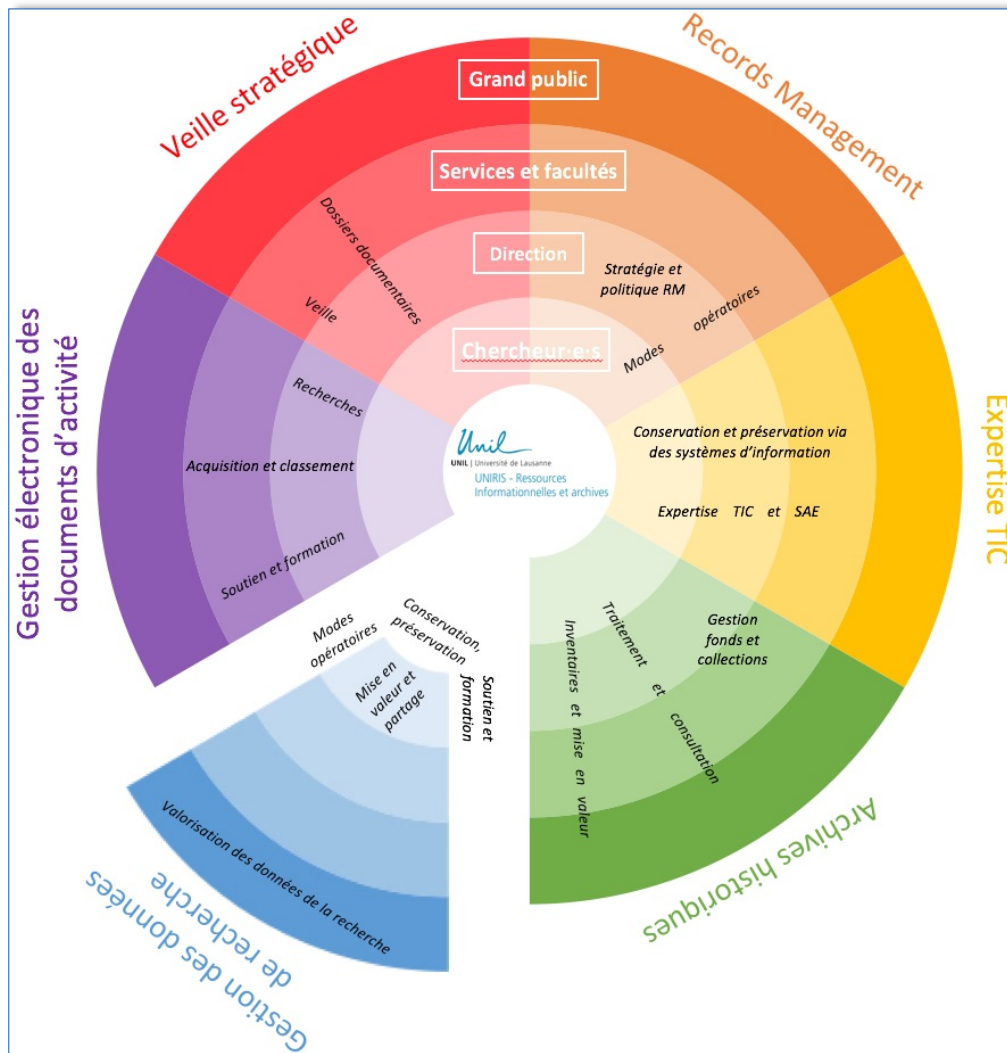 Veille stratégique
Records Management
Grand public
Services et facultés
Direction
Chercheur·e·s
Dossiers documentaires
Veille
Stratégie et
politique RM
Modes opératoires
Gestion électronique des
documents d'activité
Recherches
Acquisition et classement
Soutien et formation
Unil
UNIL | Université de Lausanne
UNIRIS - Ressources
Informationnelles et archives
Conservation et préservation via
des systèmes d'information
Expertise TIC et SAE
Expertise TIC
Gestion
fonds et
collections
Traitement et consultation
Inventaires et mise en valeur
Archives historiques
Modes
opératoires
Conservation,
préservation
Mise en
valeur et
partage
Soutien et
formation
Valorisation des données de la recherche
Gestion des données
de recherche